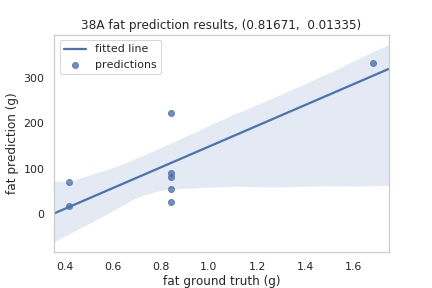 38A fat prediction results, (0.81671,  0.01335)
fitted line
predictions
fat prediction (g)
300
200
100
0
0.4 0.6 0.8 1.0 1.2 1.4 1.6
fat ground truth (g)